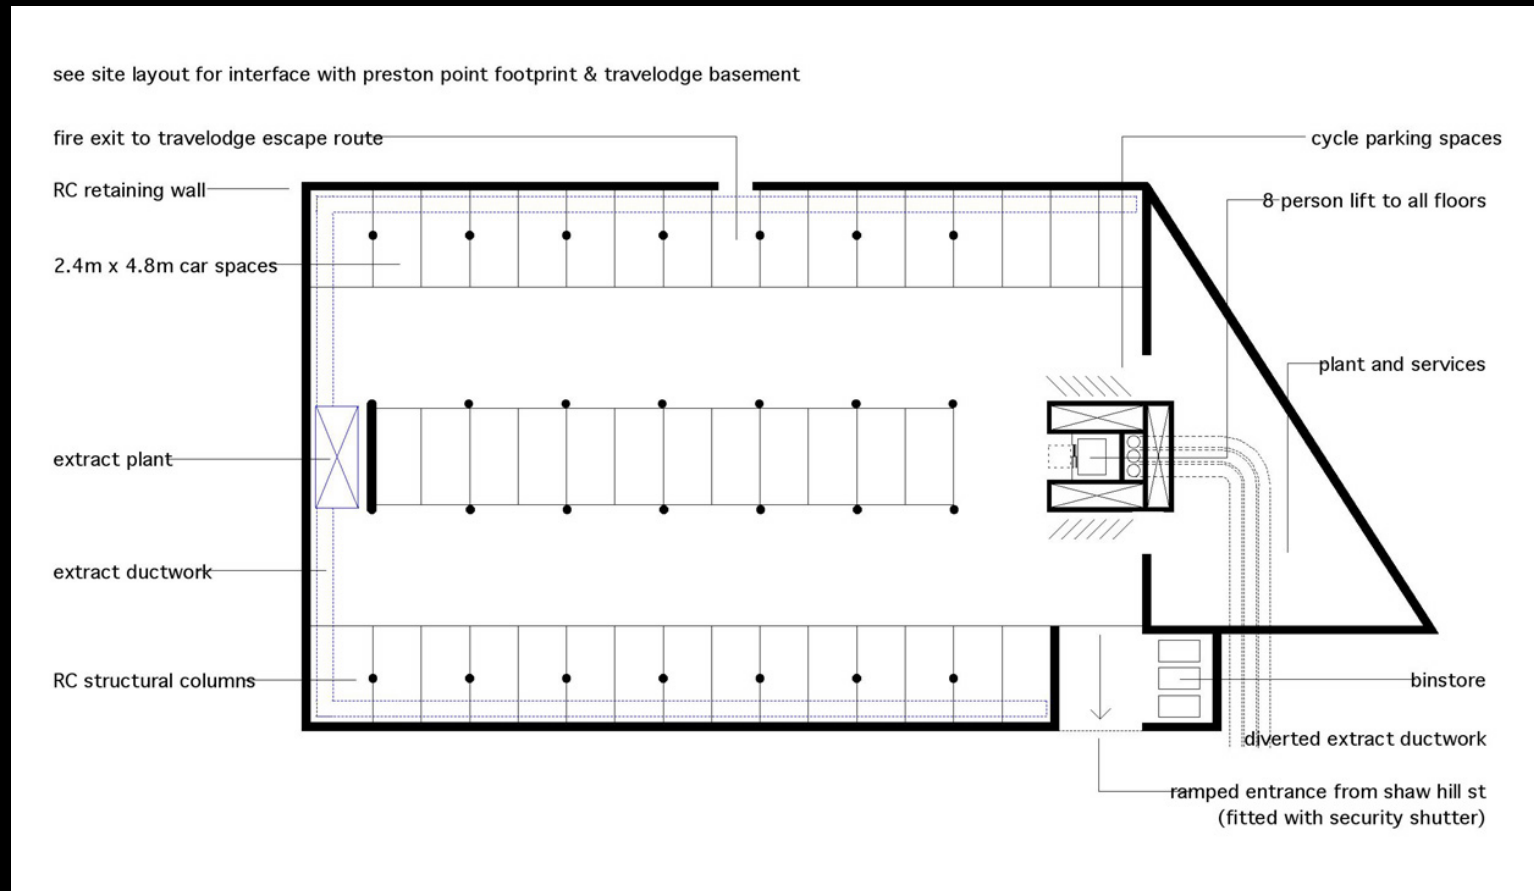 see site layout for interface with preston point footprint & travelodge basement
fire exit to travelodge escape route
cycle parking spaces
RC retaining wall
8 person lift to all floors
2.4m x 4.8m car spaces
plant and services
extract plant
extract ductwork
RC structural columns
binstore
diverted extract ductwork
ramped entrance from shaw hill st
(fitted with security shutter)